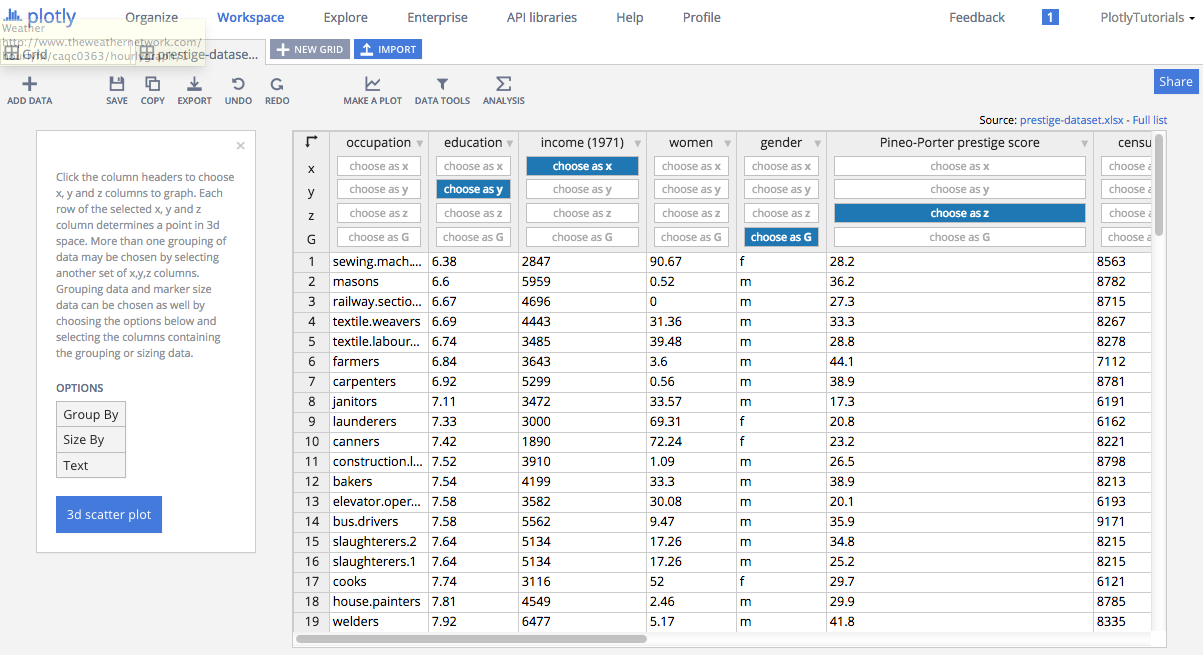 plotly Organize Workspace Explore Enterprise API libraries Help Profile Feedback 1 PlotlyTutorials
Weather
http://www.theweathernetwork.com/
Grid prestige-datase... NEW GRID IMPORT
ADD DATA SAVE COPY EXPORT UNDO REDO MAKE A PLOT DATA TOOLS ANALYSIS Share
Source: prestige-dataset.xlsx - Full list
Click the column headers to choose
x, y and z columns to graph. Each
row of the selected x, y and z
column determines a point in 3d
space. More than one grouping of
data may be chosen by selecting
another set of x,y,z columns.
Grouping data and marker size
data can be chosen as well by
choosing the options below and
selecting the columns containing
the grouping or sizing data.
OPTIONS
Group By
Size By
Text
3d scatter plot
occupation education income (1971) women gender Pineo-Porter prestige score censu
x choose as x choose as x choose as x choose as x choose as x choose as x choose a
y choose as y choose as y choose as y choose as y choose as y choose as y choose a
z choose as z choose as z choose as z choose as z choose as z choose as z choose a
G choose as G choose as G choose as G choose as G choose as G choose as G choose a
1 sewing.mach.... 6.38 2847 90.67 f 28.2 8563
2 masons 6.6 5959 0.52 m 36.2 8782
3 railway.sectio... 6.67 4696 0 m 27.3 8715
4 textile.weavers 6.69 4443 31.36 m 33.3 8267
5 textile.labour... 6.74 3485 39.48 m 28.8 8278
6 farmers 6.84 3643 3.6 m 44.1 7112
7 carpenters 6.92 5299 0.56 m 38.9 8781
8 janitors 7.11 3472 33.57 m 17.3 6191
9 launderers 7.33 3000 69.31 f 20.8 6162
10 canners 7.42 1890 72.24 f 23.2 8221
11 construction.l... 7.52 3910 1.09 m 26.5 8798
12 bakers 7.54 4199 33.3 m 38.9 8213
13 elevator.oper... 7.58 3582 30.08 m 20.1 6193
14 bus.drivers 7.58 5562 9.47 m 35.9 9171
15 slaughterers.2 7.64 5134 17.26 m 34.8 8215
16 slaughterers.1 7.64 5134 17.26 m 25.2 8215
17 cooks 7.74 3116 52 f 29.7 6121
18 house.painters 7.81 4549 2.46 m 29.9 8785
19 welders 7.92 6477 5.17 m 41.8 8335